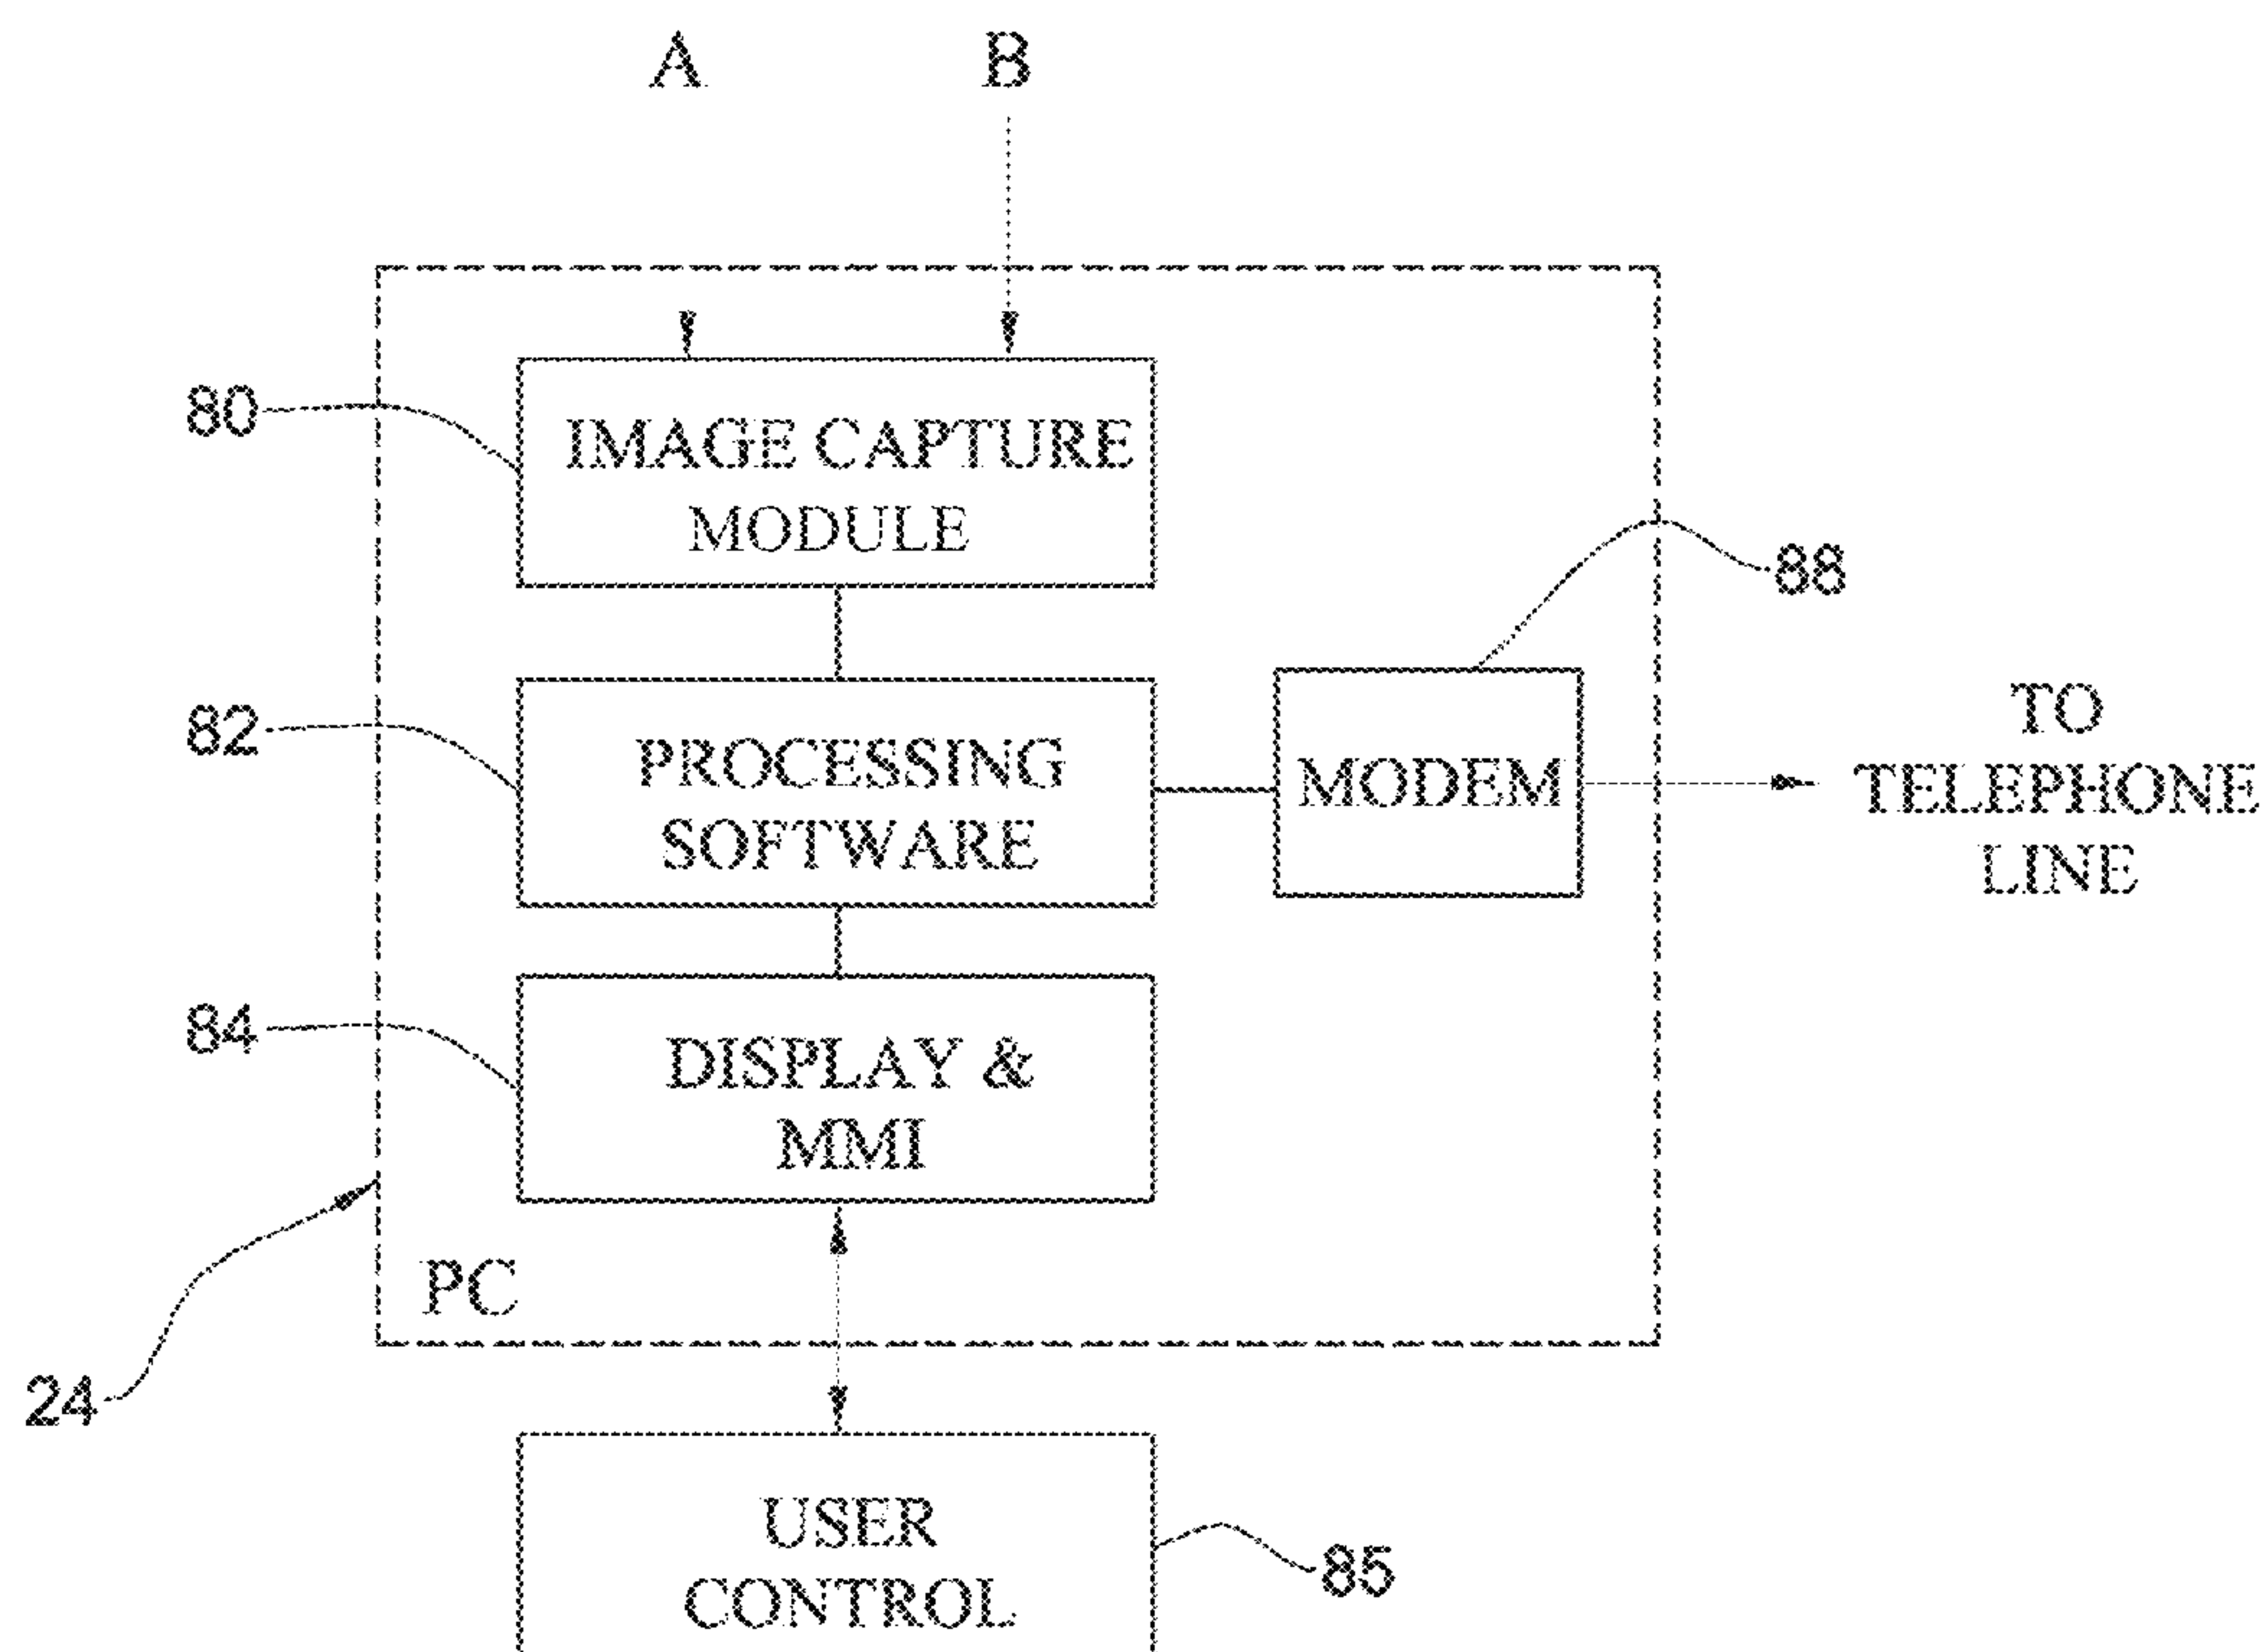 A
B
80
IMAGE CAPTURE
MODULE
88
82
PROCESSING
SOFTWARE
MODEM
TO
TELEPHONE
LINE
84
DISPLAY &
MMI
PC
24
USER
CONTROL
85